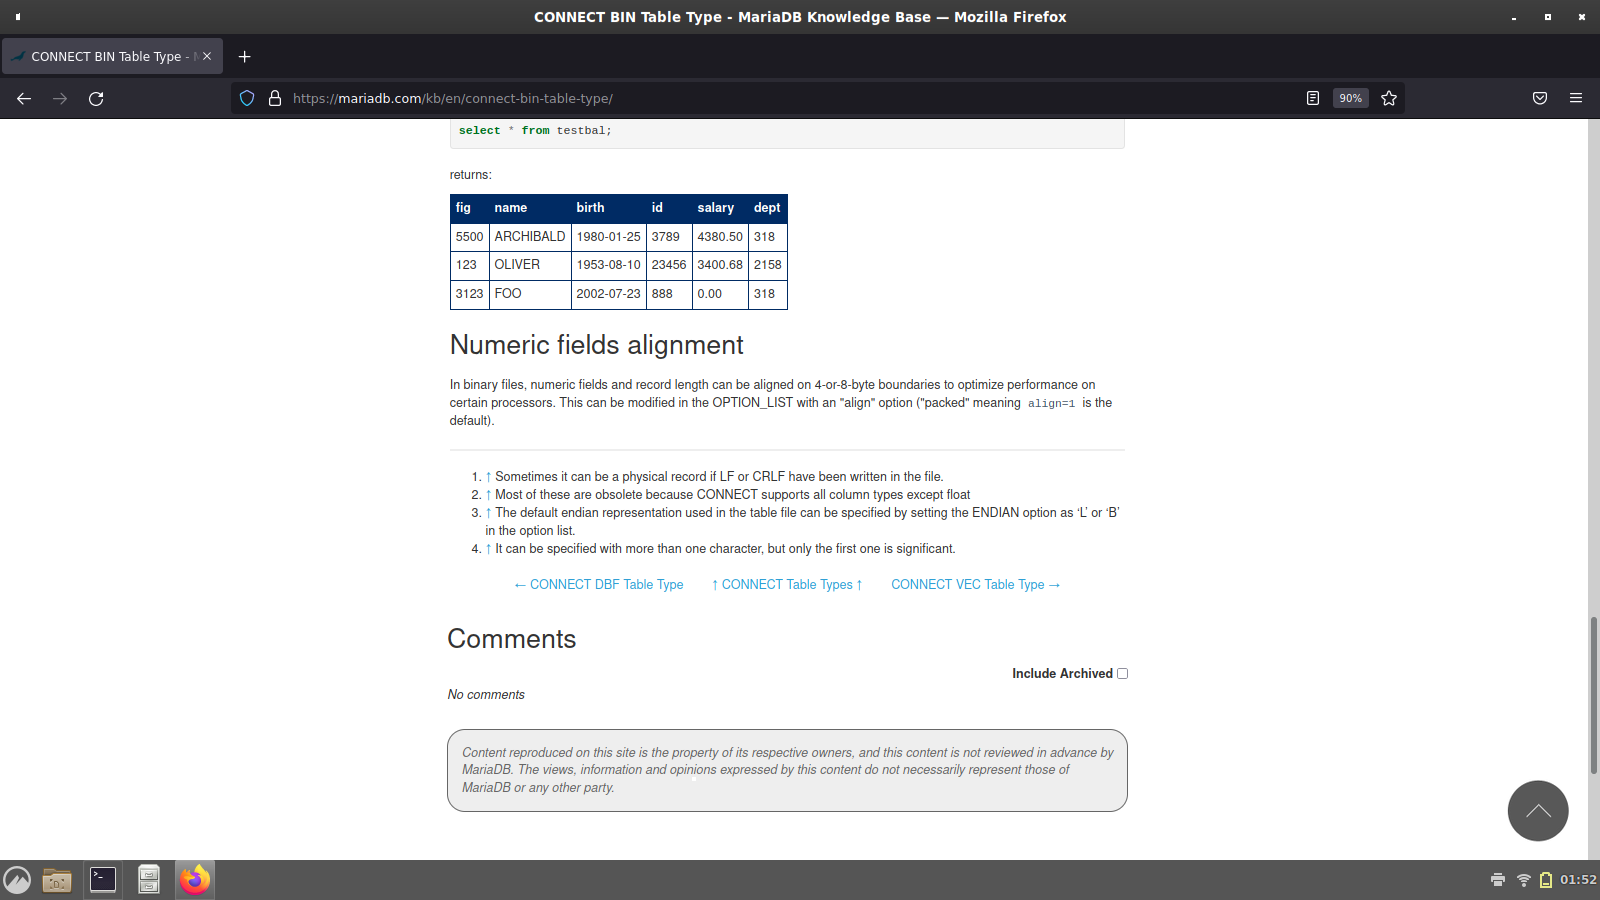 CONNECT BIN Table Type - MariaDB Knowledge Base — Mozilla Firefox
CONNECT BIN Table Type -
https://mariadb.com/kb/en/connect-bin-table-type/
90%
select * from testbal;
returns:
fig name birth id salary dept
5500 ARCHIBALD 1980-01-25 3789 4380.50 318
123 OLIVER 1953-08-10 23456 3400.68 2158
3123 FOO 2002-07-23 888 0.00 318
Numeric fields alignment
In binary files, numeric fields and record length can be aligned on 4-or-8-byte boundaries to optimize performance on
certain processors. This can be modified in the OPTION_LIST with an "align" option ("packed" meaning align=1 is the
default).
1. ↑ Sometimes it can be a physical record if LF or CRLF have been written in the file.
2. ↑ Most of these are obsolete because CONNECT supports all column types except float
3. ↑ The default endian representation used in the table file can be specified by setting the ENDIAN option as ‘L’ or ‘B’
in the option list.
4. ↑ It can be specified with more than one character, but only the first one is significant.
← CONNECT DBF Table Type ↑ CONNECT Table Types ↑ CONNECT VEC Table Type →
Comments
Include Archived
No comments
Content reproduced on this site is the property of its respective owners, and this content is not reviewed in advance by
MariaDB. The views, information and opinions expressed by this content do not necessarily represent those of
MariaDB or any other party.
01:52